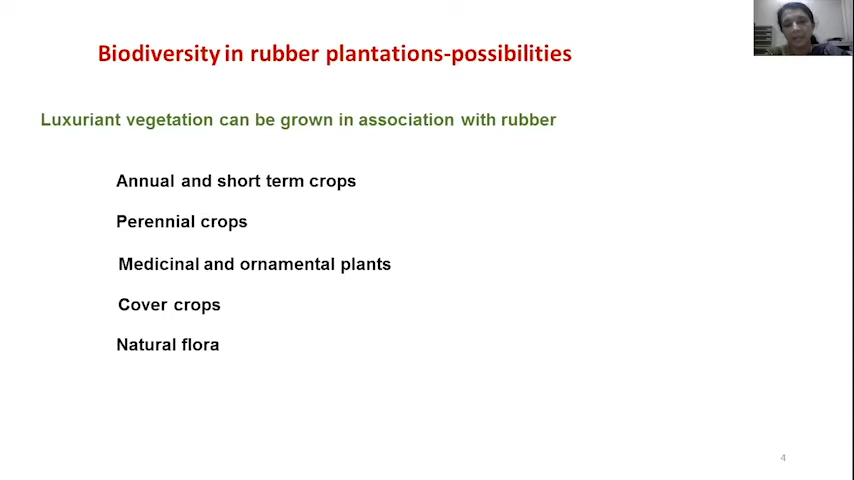 Biodiversity in rubber plantations-possibilities
Luxuriant vegetation can be grown in association with rubber
Annual and short term crops
Perennial crops
Medicinal and ornamental plants
Cover crops
Natural flora
4